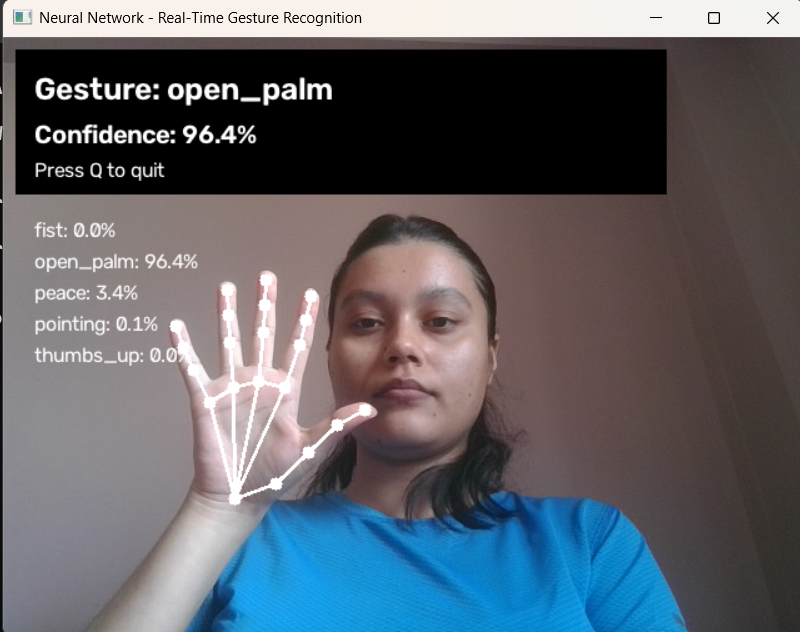 Neural Network - Real-Time Gesture Recognition
Gesture: open_palm
Confidence: 96.4%
Press Q to quit
fist: 0.0%
open_palm: 96.4%
peace: 3.4%
pointing: 0.1%
thumbs_up: 0.0%